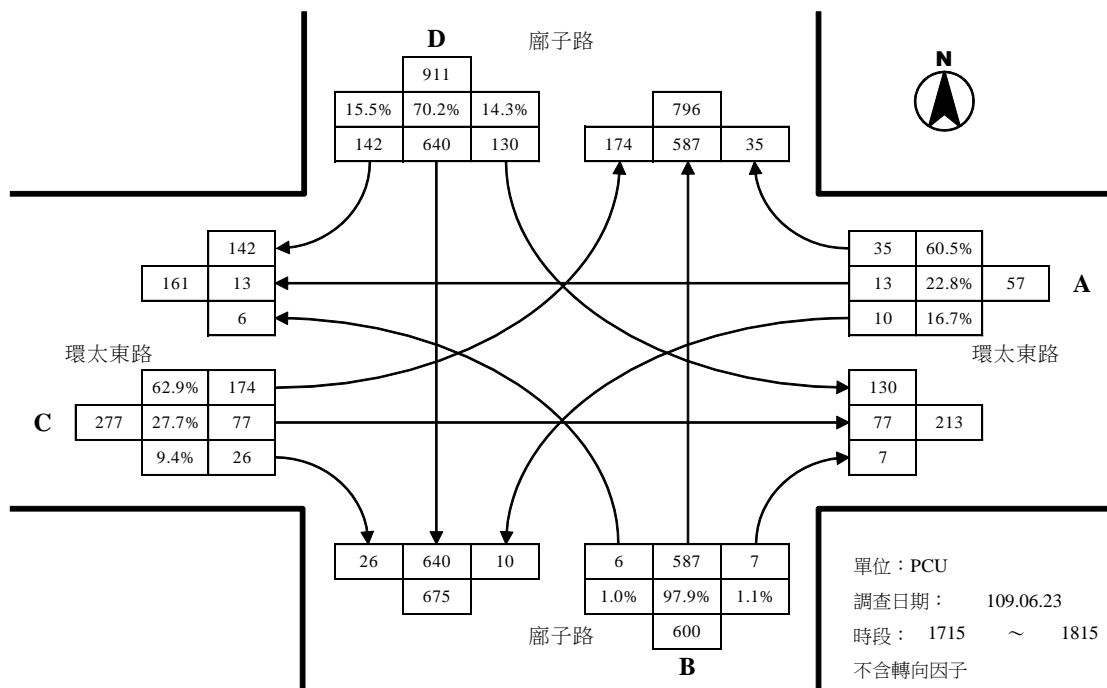 D
廍子路
N
911
15.5% 70.2% 14.3%
142 640 130
796
174 587 35
142
161 13
6
35 60.5%
13 22.8% 57
10 16.7%
A
環太東路
環太東路
62.9% 174
C 277 27.7% 77
9.4% 26
130
77 213
7
26 640 10
675
6 587 7
1.0% 97.9% 1.1%
600
廍子路
B
單位：PCU
調查日期： 109.06.23
時段： 1715 ～ 1815
不含轉向因子